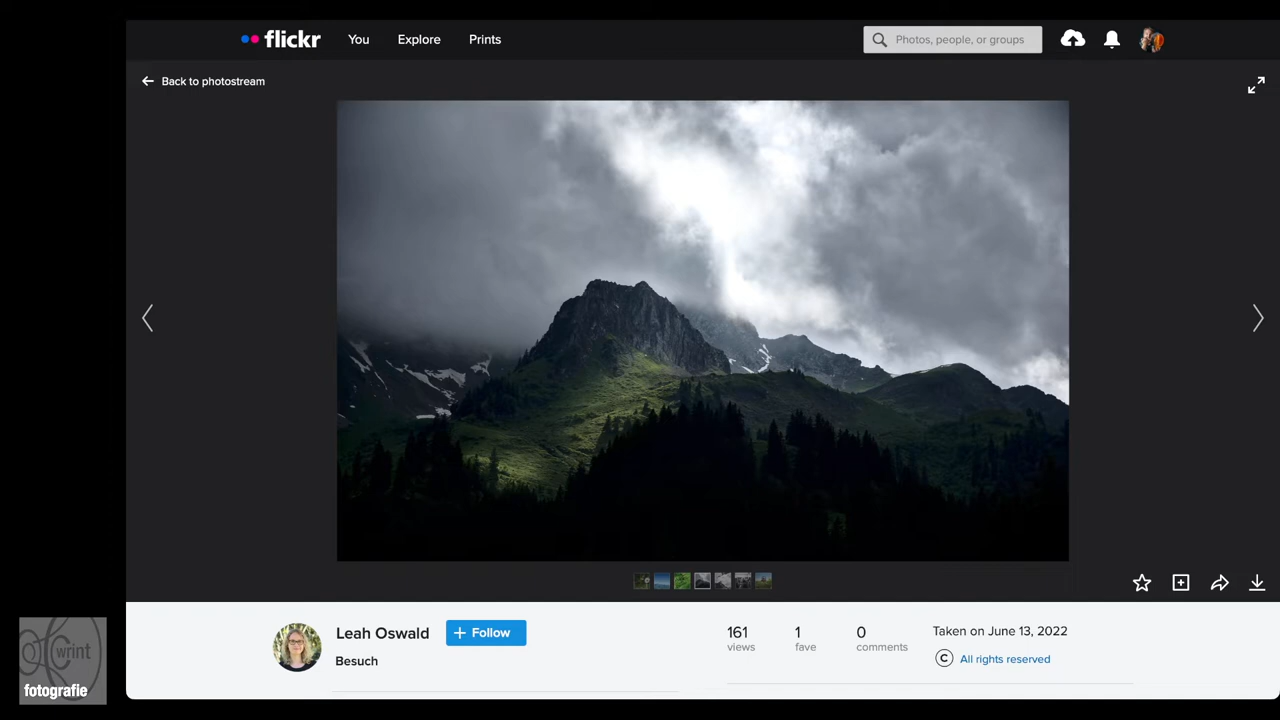 flickr
You
Explore
Prints
Photos, people, or groups
Back to photostream
Leah Oswald
+ Follow
Besuch
161
views
1
fave
0
comments
Taken on June 13, 2022
© All rights reserved
wrint
fotografie